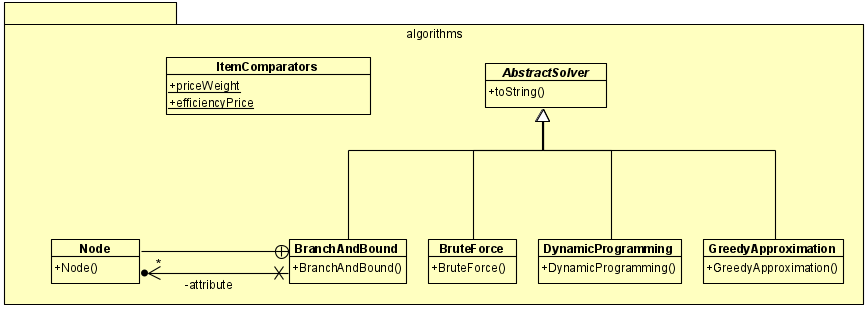 algorithms
ItemComparators
+priceWeight
+efficiencyPrice
AbstractSolver
+toString()
Node
+Node()
BranchAndBound
+BranchAndBound()
BruteForce
+BruteForce()
DynamicProgramming
+DynamicProgramming()
GreedyApproximation
+GreedyApproximation()
*
-attribute